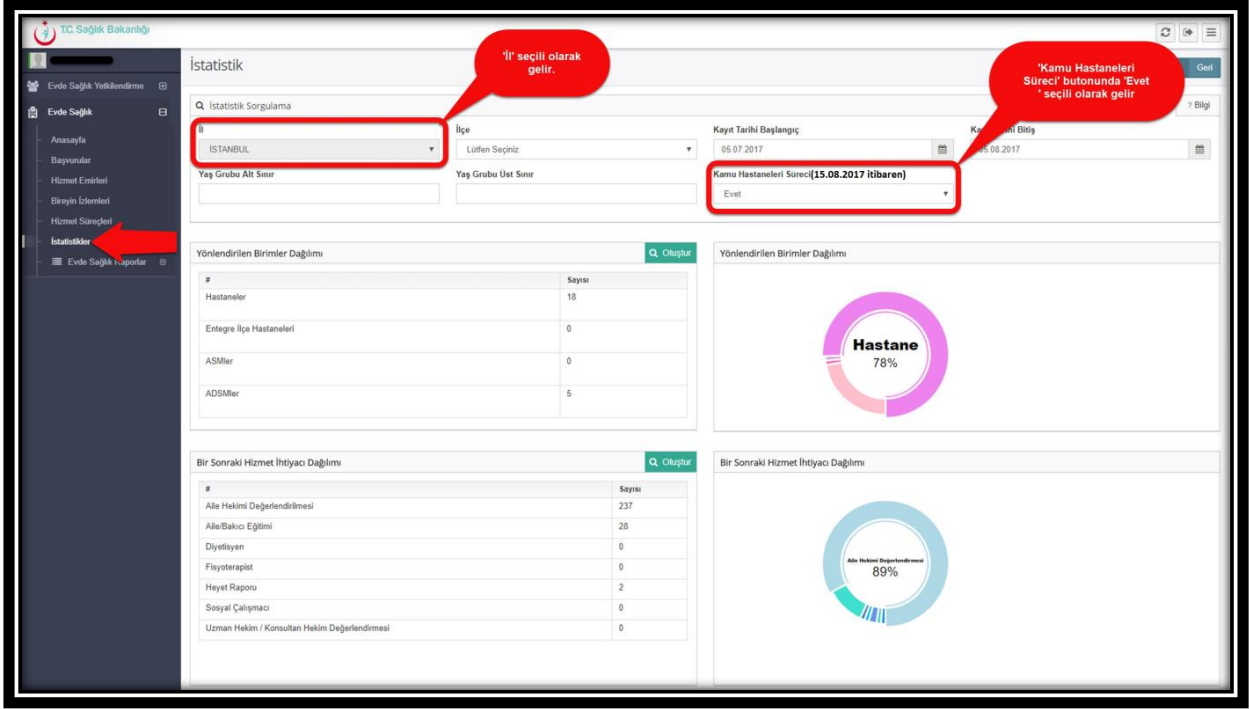 T.C. Sağlık Bakanlığı
Evde Sağlık Yetkilendirme
Evde Sağlık
Anasayfa
Başvurular
Hizmet Emirleri
Bireyin İzlemleri
Hizmet Süreçleri
İstatistikler
Evde Sağlık Raporlar
İstatistik
'İl' seçili olarak
gelir.
'Kamu Hastaneleri
Süreci' butonunda 'Evet
' seçili olarak gelir
Geri
İstatistik Sorgulama
? Bilgi
İl
İlçe
Kayıt Tarihi Başlangıç
Bitiş
İSTANBUL
Lütfen Seçiniz
05.07.2017
05.08.2017
Yaş Grubu Alt Sınır
Yaş Grubu Üst Sınır
Kamu Hastaneleri Süreci(15.08.2017 itibaren)
Evet
Yönlendirilen Birimler Dağılımı
Oluştur
# Sayısı
Hastaneler 18
Entegre İlçe Hastaneleri 0
ASMler 0
ADSMler 5
Yönlendirilen Birimler Dağılımı
Hastane
78%
Bir Sonraki Hizmet İhtiyacı Dağılımı
Oluştur
# Sayısı
Aile Hekimi Değerlendirilmesi 237
Aile/Bakıcı Eğitimi 28
Diyetisyen 0
Fisyoterapist 0
Heyet Raporu 2
Sosyal Çalışmacı 0
Uzman Hekim / Konsultan Hekim Değerlendirmesi 0
Bir Sonraki Hizmet İhtiyacı Dağılımı
Aile Hekimi Değerlendirmesi
89%